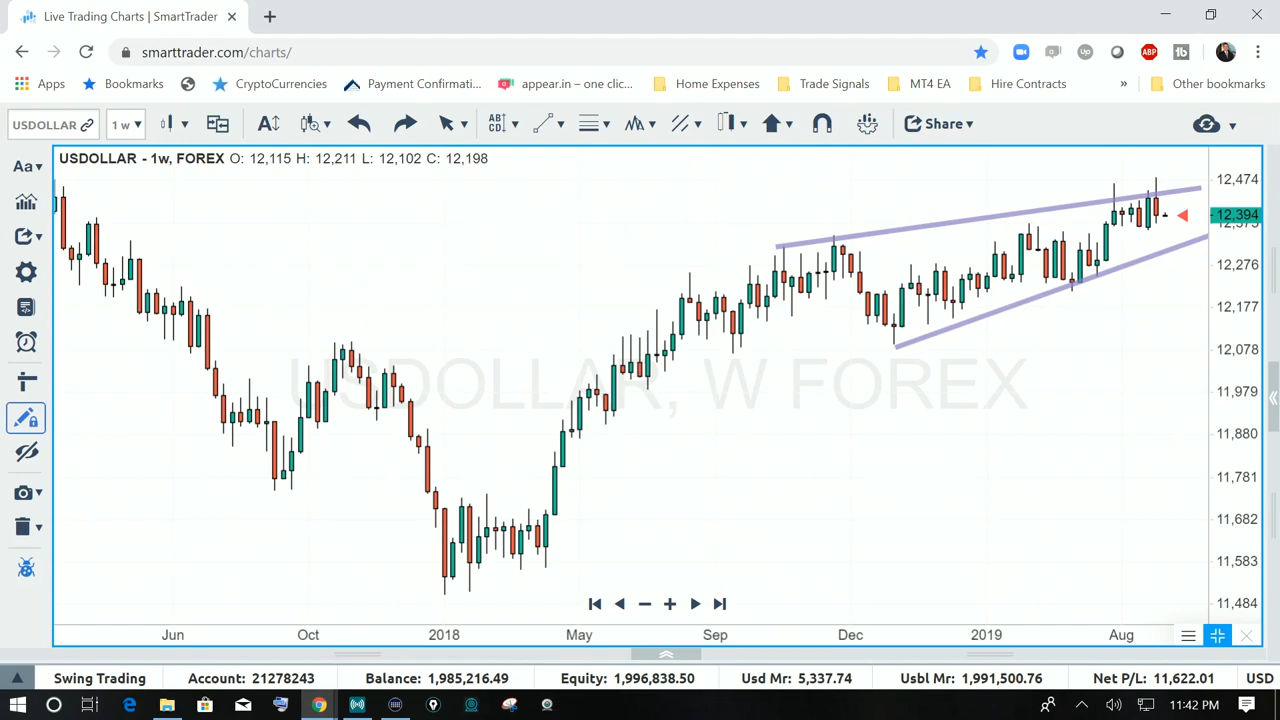 Live Trading Charts | SmartTrader
smarttrader.com/charts/
Apps Bookmarks CryptoCurrencies Payment Confirmati... appear.in – one clic... Home Expenses Trade Signals MT4 EA Hire Contracts » Other bookmarks
USDOLLAR 1 w Share
Aa
USDOLLAR - 1w, FOREX O: 12,115 H: 12,211 L: 12,102 C: 12,198
12,474
12,394
12,375
12,276
12,177
12,078
11,979
11,880
11,781
11,682
11,583
11,484
USDOLLAR, W FOREX
Jun Oct 2018 May Sep Dec 2019 Aug
Swing Trading Account: 21278243 Balance: 1,985,216.49 Equity: 1,996,838.50 Usd Mr: 5,337.74 Usbl Mr: 1,991,500.76 Net P/L: 11,622.01 USD
11:42 PM